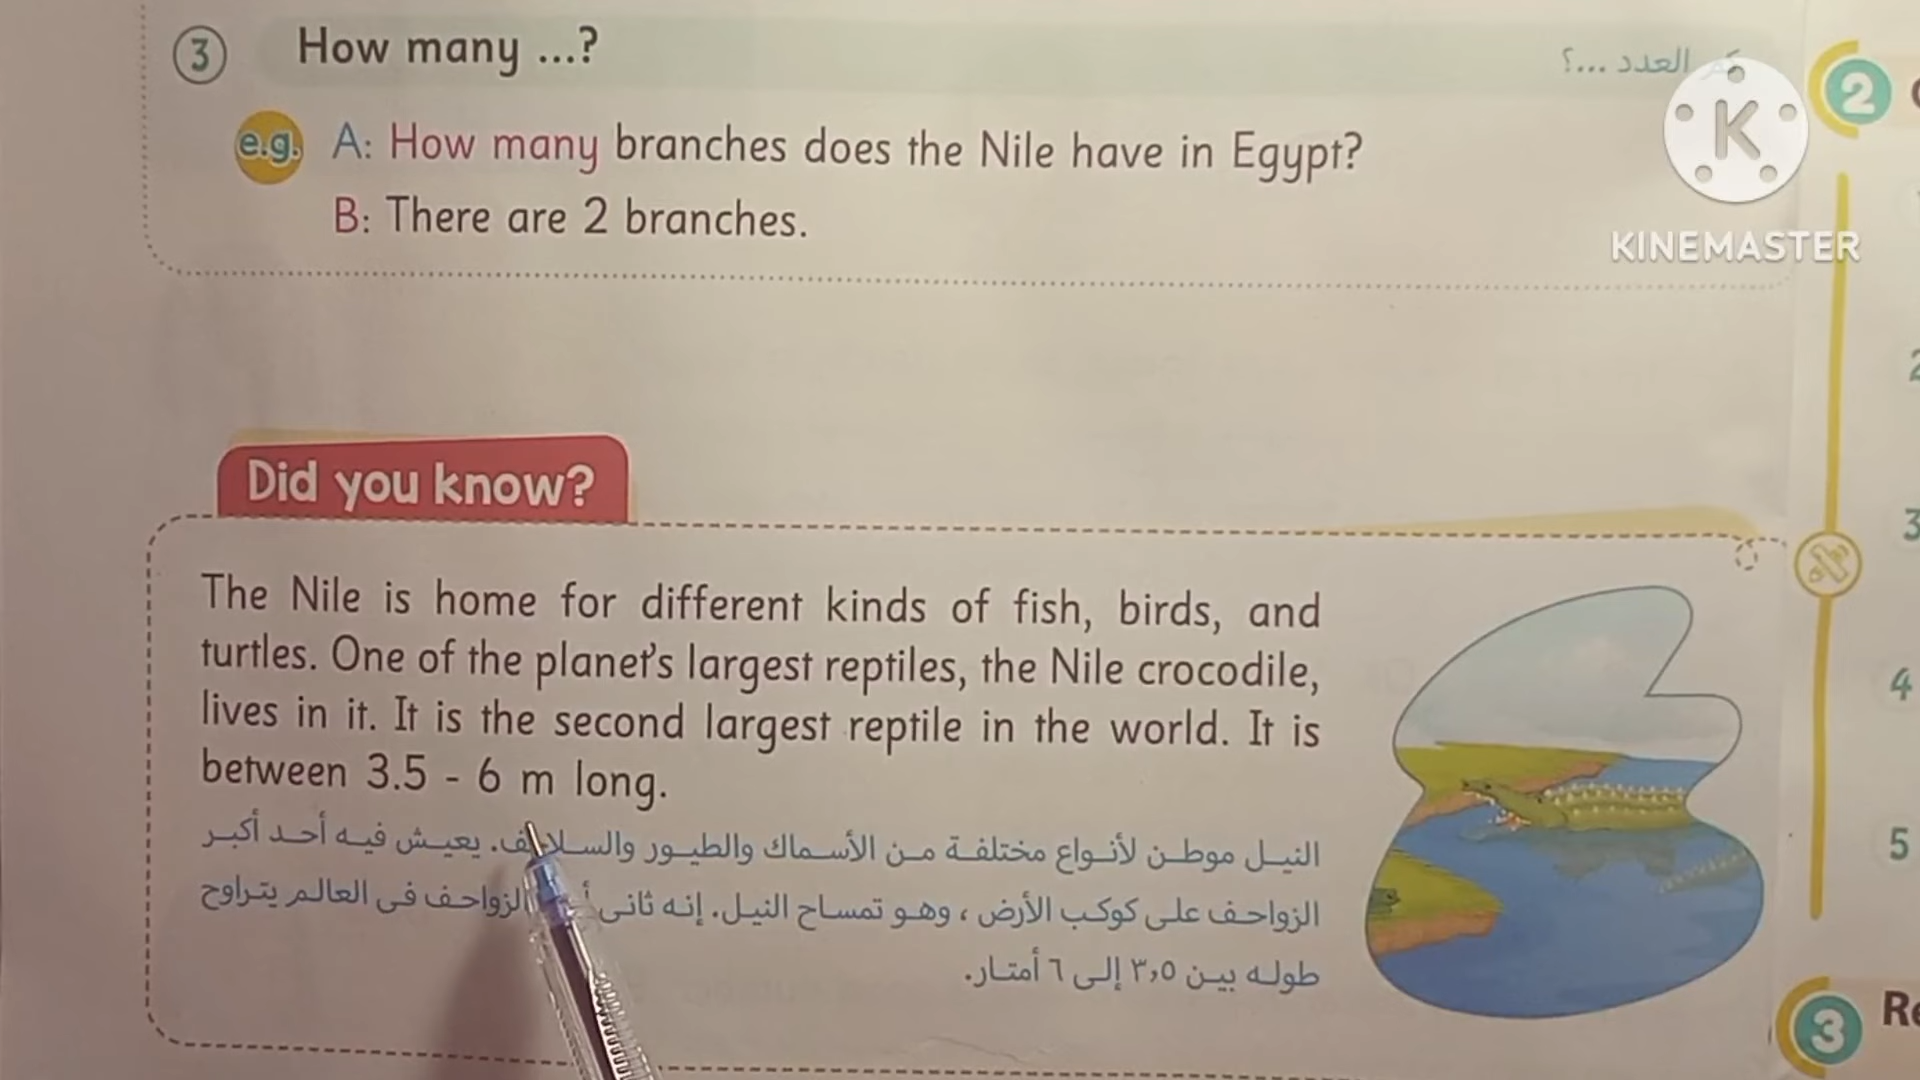 3 How many ...?
كم العدد ...؟
e.g. A: How many branches does the Nile have in Egypt?
B: There are 2 branches.
KINEMASTER
Did you know?
The Nile is home for different kinds of fish, birds, and
turtles. One of the planet's largest reptiles, the Nile crocodile,
lives in it. It is the second largest reptile in the world. It is
between 3.5 - 6 m long.
النيل موطن لأنواع مختلفة من الأسماك والطيور والسلاحف. يعيش فيه أحد أكبر
الزواحف على كوكب الأرض ، وهو تمساح النيل. إنه ثانى الزواحف فى العالم يتراوح
طوله بين ٣,٥ إلى ٦ أمتار.
2
3
4
5
3 Re